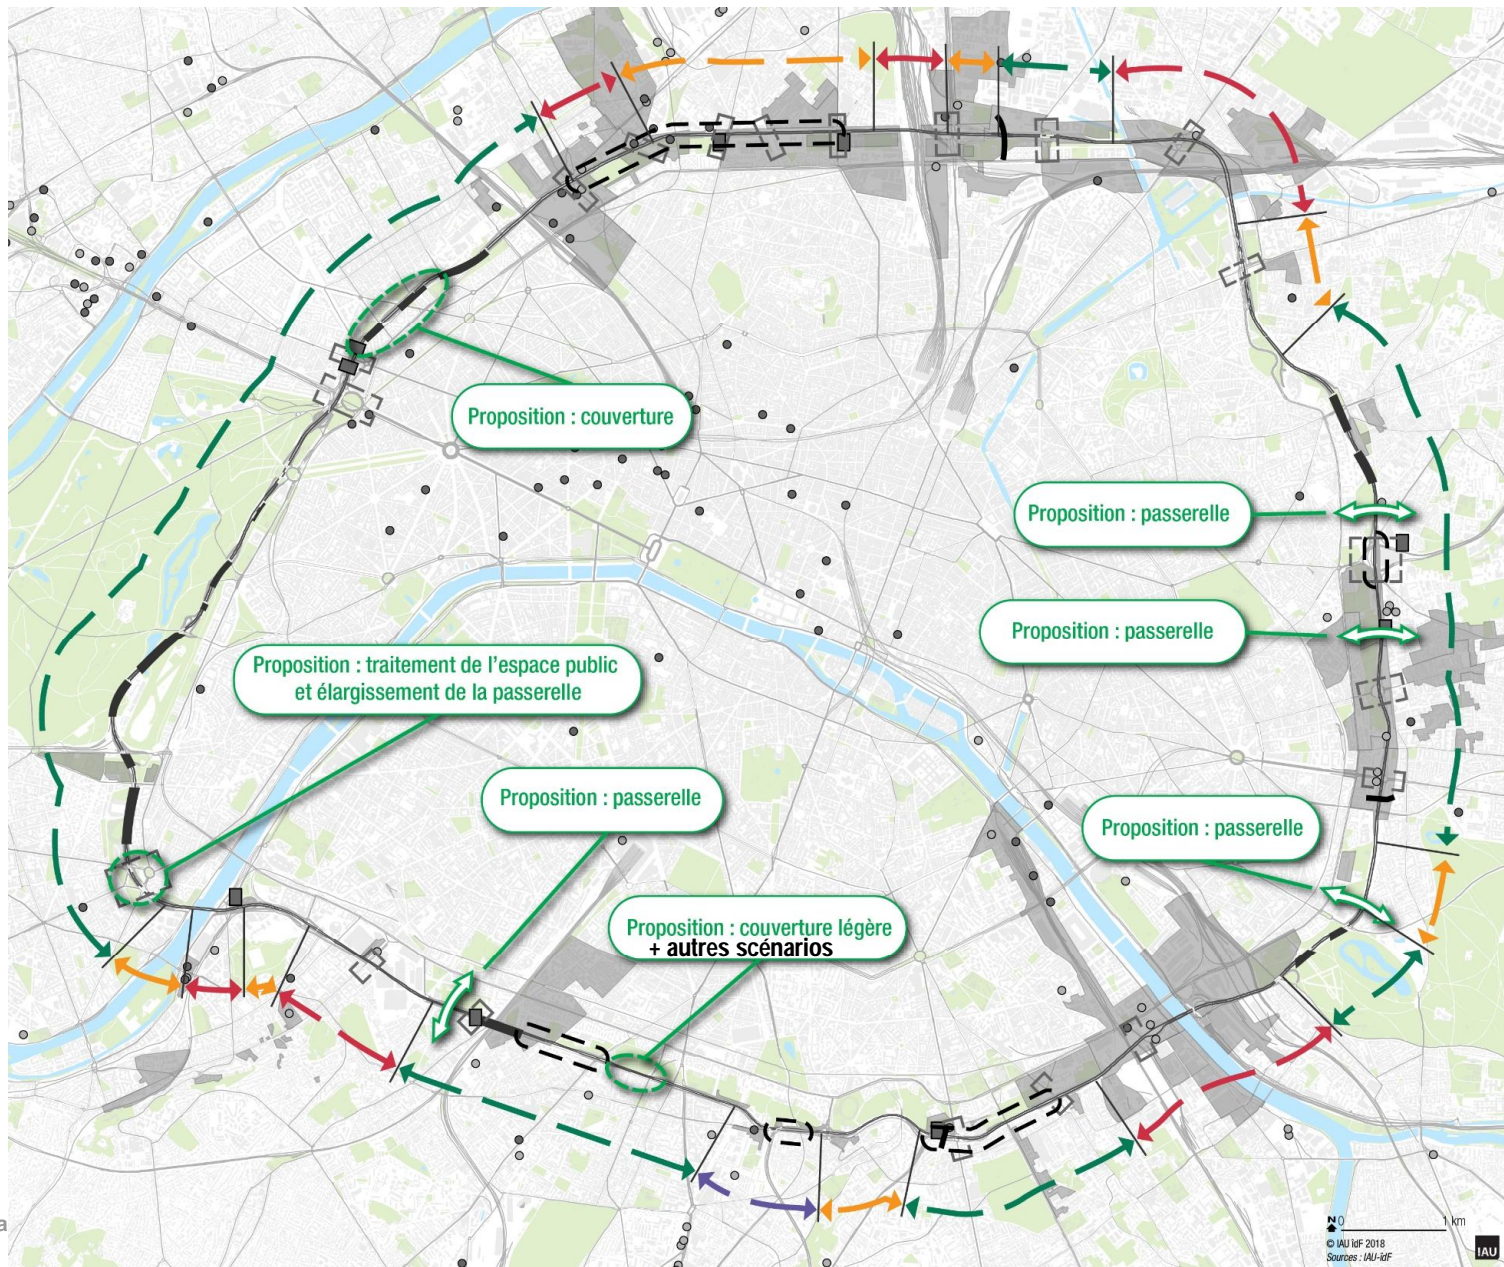 Proposition : couverture
Proposition : passerelle
Proposition : passerelle
Proposition : traitement de l'espace public
et élargissement de la passerelle
Proposition : passerelle
Proposition : passerelle
Proposition : couverture légère
+ autres scénarios
a
N 0 1 km
© IAU îdF 2018
Sources : IAU-îdF
IAU